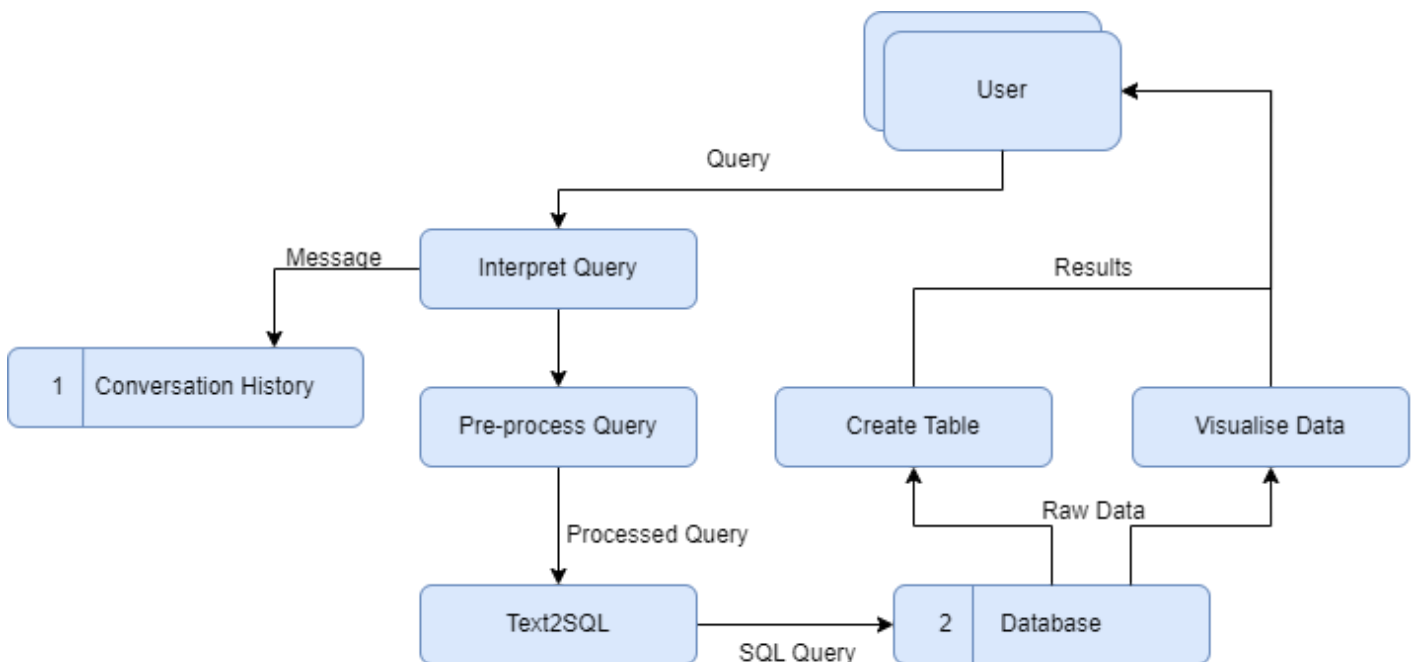 User
Query
Interpret Query
Message
Results
1 Conversation History
Pre-process Query
Create Table
Visualise Data
Raw Data
Processed Query
Text2SQL
2 Database
SQL Query